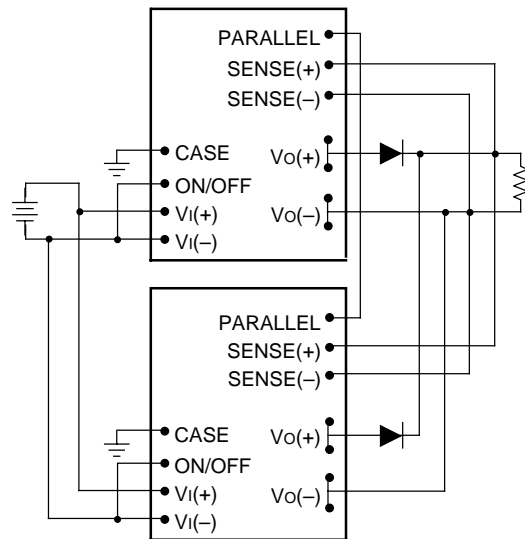 PARALLEL
SENSE(+)
SENSE(–)
CASE
VO(+)
ON/OFF
VI(+)
VO(–)
VI(–)
PARALLEL
SENSE(+)
SENSE(–)
CASE
VO(+)
ON/OFF
VI(+)
VO(–)
VI(–)